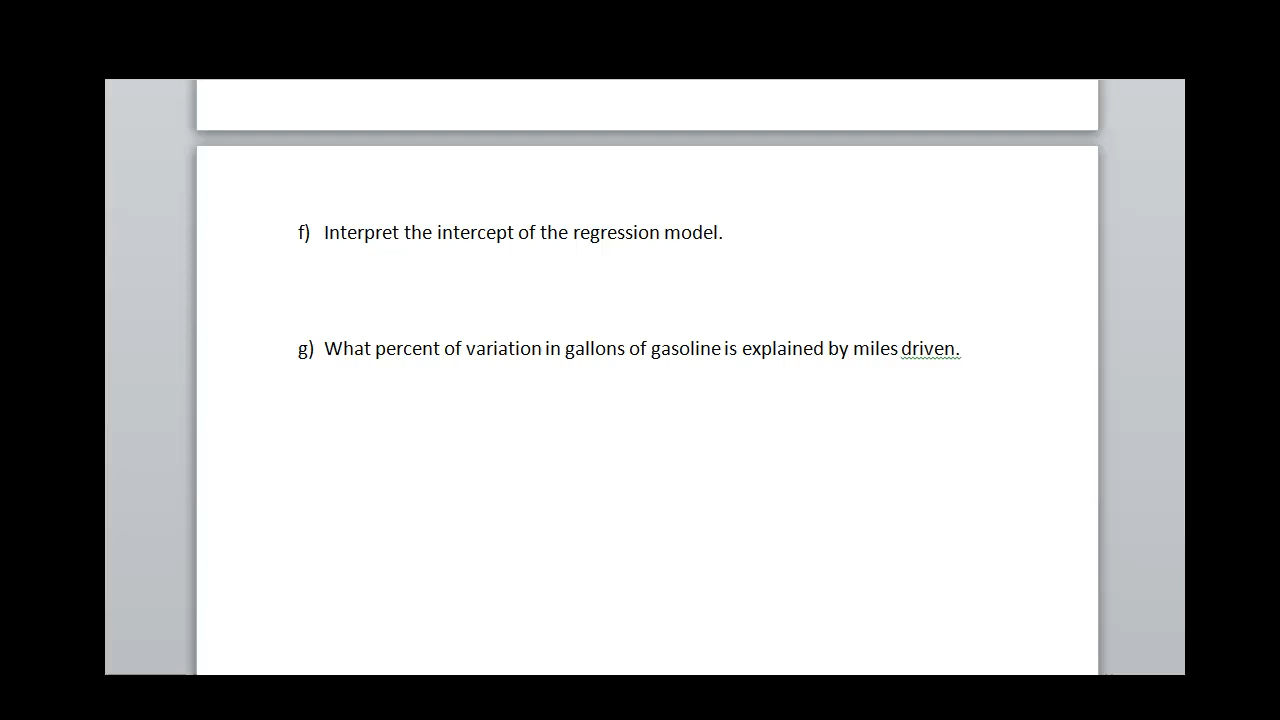 f) Interpret the intercept of the regression model.
g) What percent of variation in gallons of gasoline is explained by miles driven.